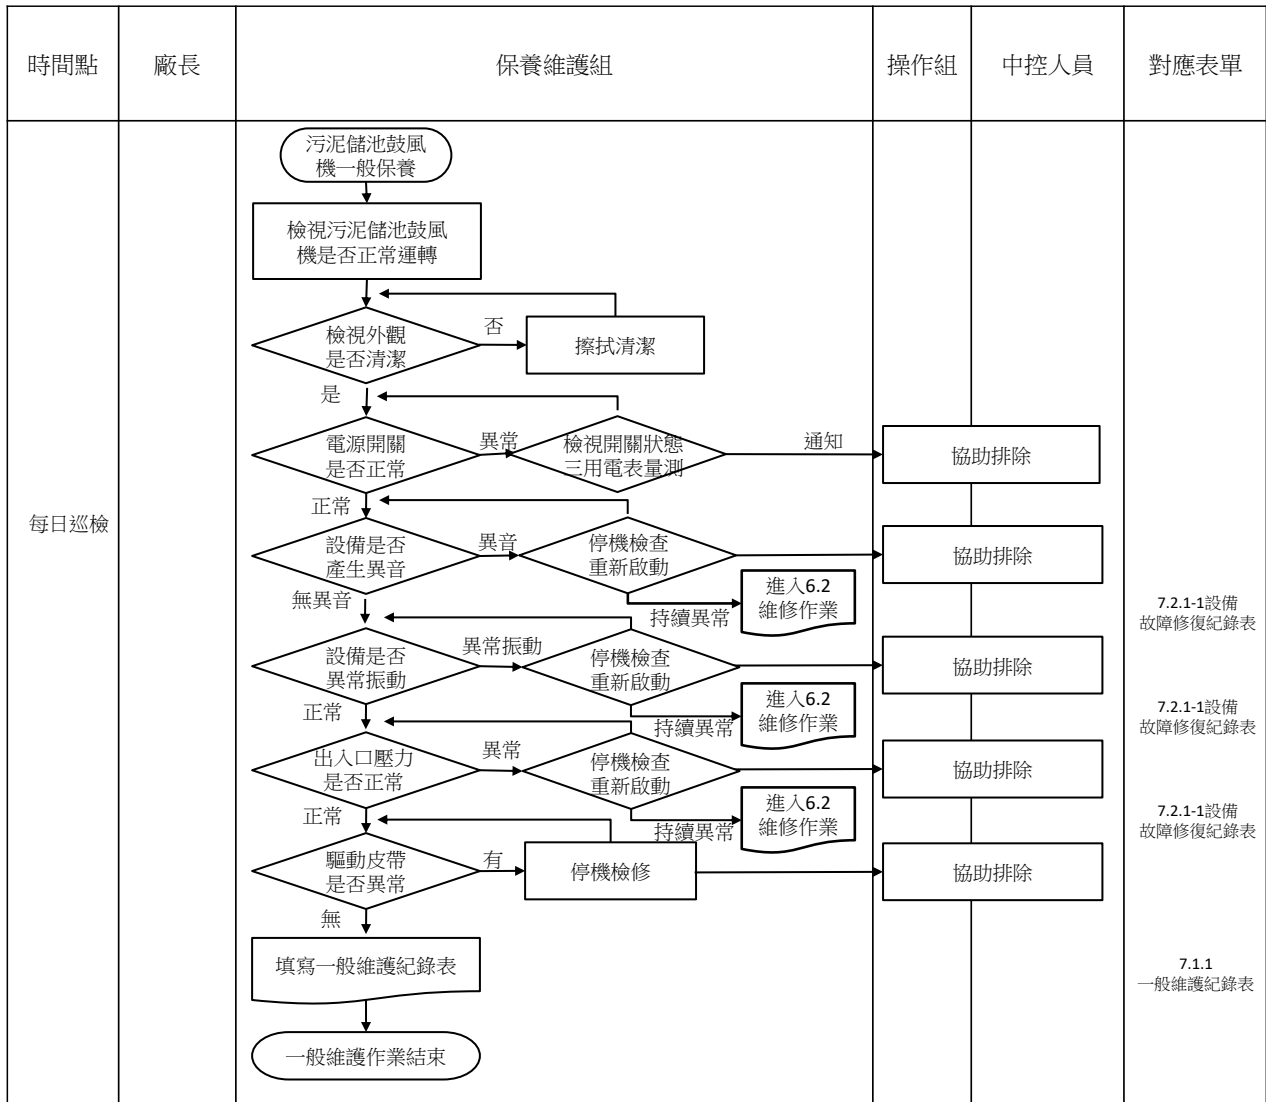 時間點
廠長
保養維護組
操作組
中控人員
對應表單
污泥儲池鼓風
機一般保養
檢視污泥儲池鼓風
機是否正常運轉
檢視外觀
是否清潔
否
擦拭清潔
是
電源開關
是否正常
異常
檢視開關狀態
三用電表量測
通知
協助排除
正常
每日巡檢
設備是否
產生異音
異音
停機檢查
重新啟動
協助排除
無異音
持續異常
進入6.2
維修作業
7.2.1-1設備
故障修復紀錄表
設備是否
異常振動
異常振動
停機檢查
重新啟動
協助排除
正常
持續異常
進入6.2
維修作業
7.2.1-1設備
故障修復紀錄表
出入口壓力
是否正常
異常
停機檢查
重新啟動
協助排除
正常
持續異常
進入6.2
維修作業
7.2.1-1設備
故障修復紀錄表
驅動皮帶
是否異常
有
停機檢修
協助排除
無
填寫一般維護紀錄表
7.1.1
一般維護紀錄表
一般維護作業結束